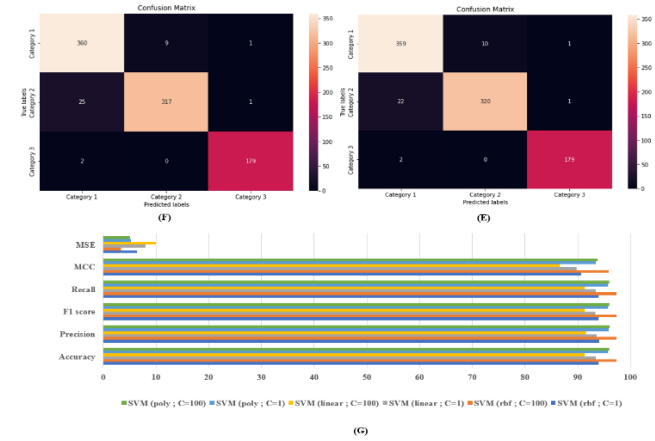 Confusion Matrix
Category 1
Category 2
Category 3
True labels
360 9 1
25 317 1
2 0 179
Category 1 Category 2 Category 3
Predicted labels
350
300
250
200
150
100
50
0
(F)
Confusion Matrix
Category 1
Category 2
Category 3
True labels
359 10 1
22 320 1
2 0 179
Category 1 Category 2 Category 3
Predicted labels
350
300
250
200
150
100
50
0
(E)
MSE
MCC
Recall
F1 score
Precision
Accuracy
0 10 20 30 40 50 60 70 80 90 100
SVM (poly ; C=100) SVM (poly ; C=1) SVM (linear ; C=100) SVM (linear ; C=1) SVM (rbf ; C=100) SVM (rbf ; C=1)
(G)